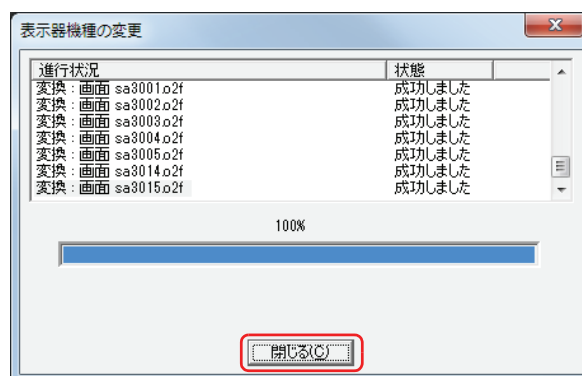 表示器機種の変更
進行状況 状態
変換：画面 sa3001.o2f 成功しました
変換：画面 sa3002.o2f 成功しました
変換：画面 sa3003.o2f 成功しました
変換：画面 sa3004.o2f 成功しました
変換：画面 sa3005.o2f 成功しました
変換：画面 sa3014.o2f 成功しました
変換：画面 sa3015.o2f 成功しました
100%
閉じる(C)